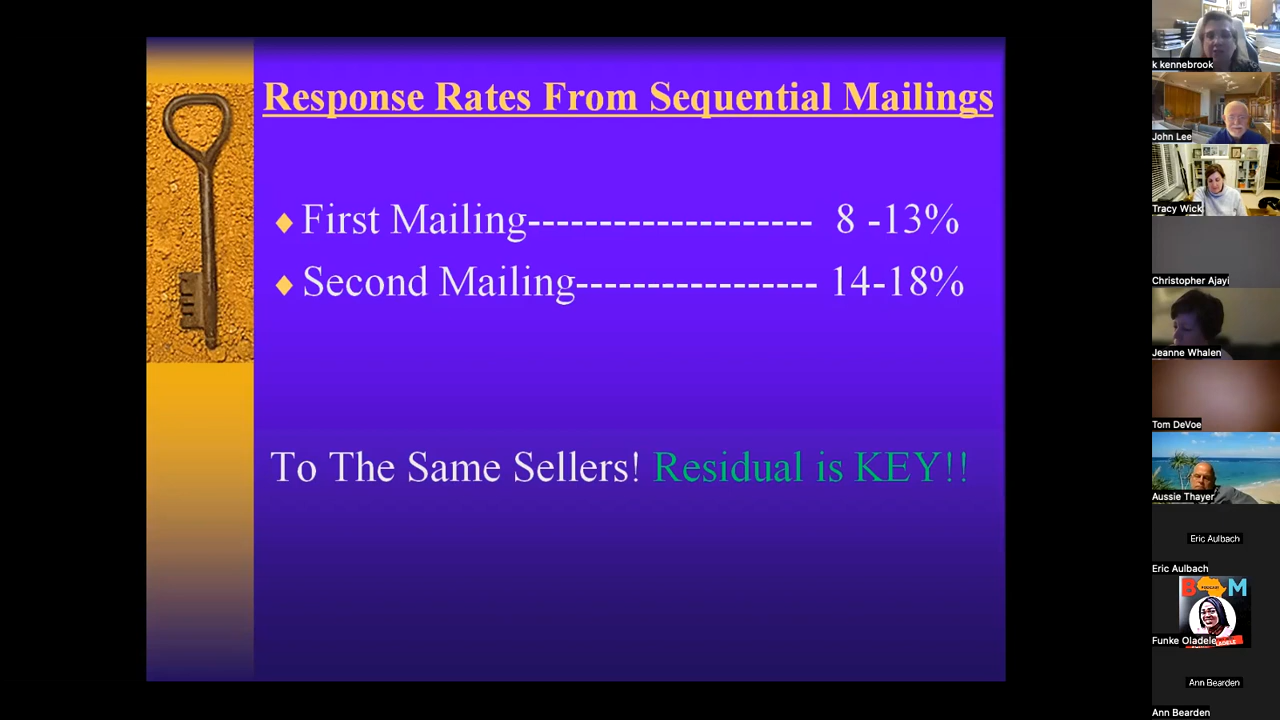 Response Rates From Sequential Mailings
First Mailing-------------------- 8 -13%
Second Mailing----------------- 14-18%
To The Same Sellers! Residual is KEY!!
k kennebrook
John Lee
Tracy Wick
Christopher Ajayi
Jeanne Whalen
Tom DeVoe
Aussie Thayer
Eric Aulbach
Eric Aulbach
B M
Funke Oladele
Ann Bearden
Ann Bearden